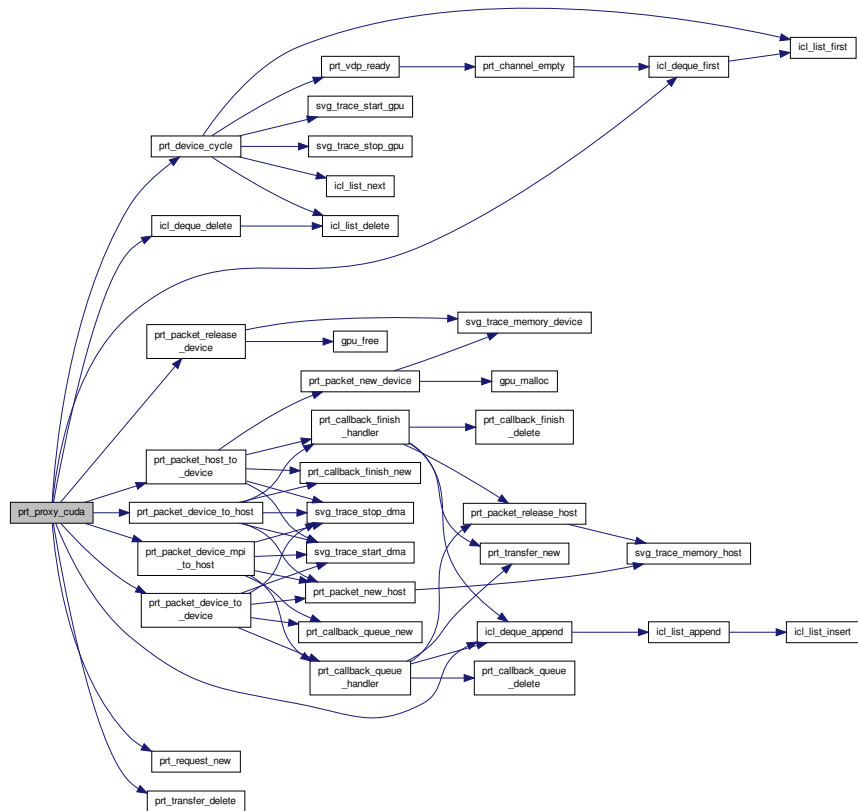 icl_list_first
prt_vdp_ready
prt_channel_empty
icl_deque_first
svg_trace_start_gpu
prt_device_cycle
svg_trace_stop_gpu
icl_list_next
icl_deque_delete
icl_list_delete
svg_trace_memory_device
prt_packet_release
_device
gpu_free
prt_packet_new_device
gpu_malloc
prt_callback_finish
_handler
prt_callback_finish
_delete
prt_packet_host_to
_device
prt_callback_finish_new
prt_proxy_cuda
prt_packet_device_to_host
svg_trace_stop_dma
prt_packet_release_host
prt_packet_device_mpi
_to_host
svg_trace_start_dma
prt_transfer_new
svg_trace_memory_host
prt_packet_device_to
_device
prt_packet_new_host
prt_callback_queue_new
icl_deque_append
icl_list_append
icl_list_insert
prt_callback_queue
_handler
prt_callback_queue
_delete
prt_request_new
prt_transfer_delete